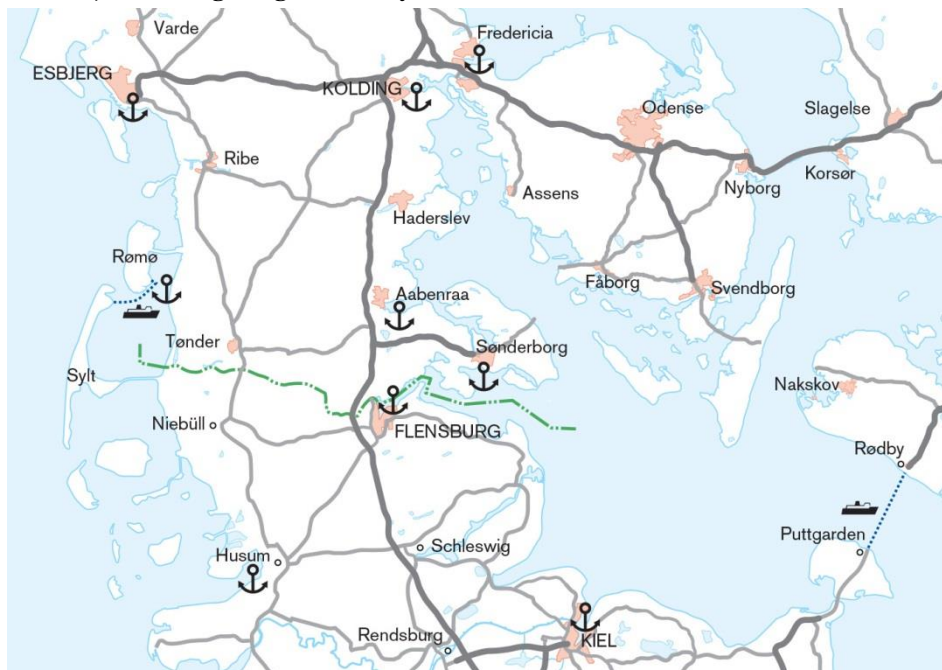 Varde
Fredericia
ESBJERG
KOLDING
Odense
Slagelse
Ribe
Nyborg
Korsør
Assens
Haderslev
Rømø
Fåborg
Svendborg
Aabenraa
Tønder
Sønderborg
Sylt
Nakskov
Niebüll
FLENSBURG
Rødby
Puttgarden
Husum
Schleswig
Rendsburg
KIEL